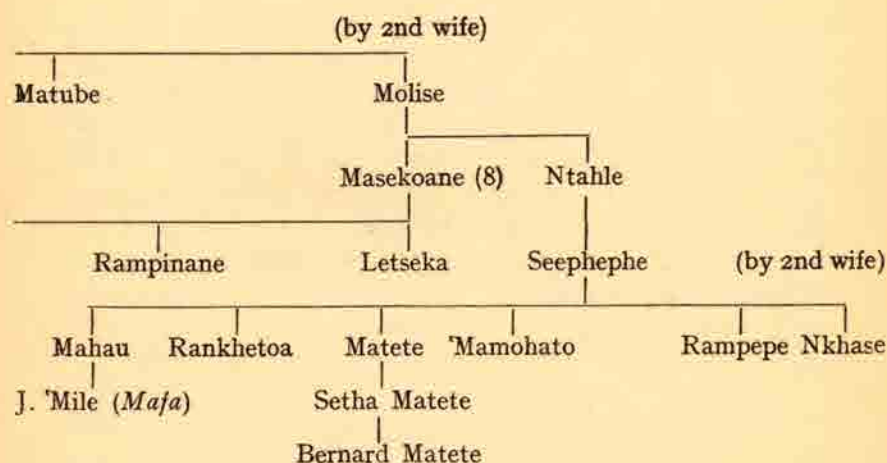 (by 2nd wife)
Matube Molise
Masekoane (8) Ntahle
Rampinane Letseka Seephephe (by 2nd wife)
Mahau Rankhetoa Matete 'Mamohato Rampepe Nkhase
J. 'Mile (Mafa) Setha Matete
Bernard Matete